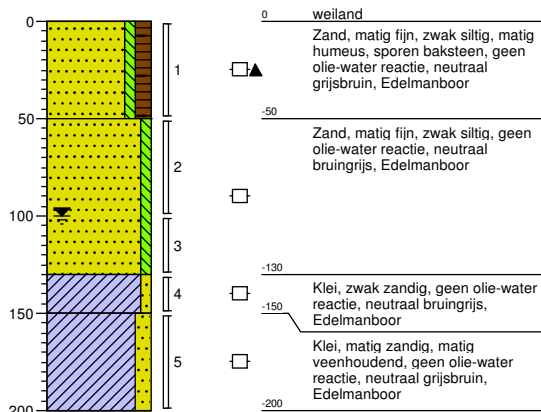 0
50
100
150
200
1
2
3
4
5
0 weiland
Zand, matig fijn, zwak siltig, matig
humeus, sporen baksteen, geen
olie-water reactie, neutraal
grijsbruin, Edelmanboor
-50
Zand, matig fijn, zwak siltig, geen
olie-water reactie, neutraal
bruingrijs, Edelmanboor
-130
Klei, zwak zandig, geen olie-water
reactie, neutraal bruingrijs,
Edelmanboor
-150
Klei, matig zandig, matig
veenhoudend, geen olie-water
reactie, neutraal grijsbruin,
Edelmanboor
-200